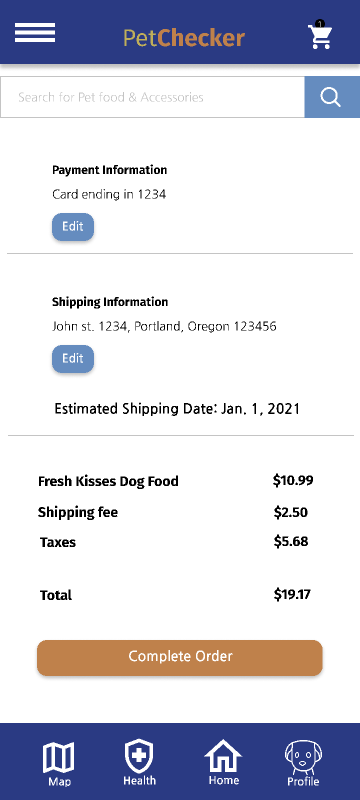 PetChecker
1
Search for Pet food & Accessories
Payment Information
Card ending in 1234
Edit
Shipping Information
John st. 1234, Portland, Oregon 123456
Edit
Estimated Shipping Date: Jan. 1, 2021
Fresh Kisses Dog Food $10.99
Shipping fee $2.50
Taxes $5.68
Total $19.17
Complete Order
Map Health Home Profile